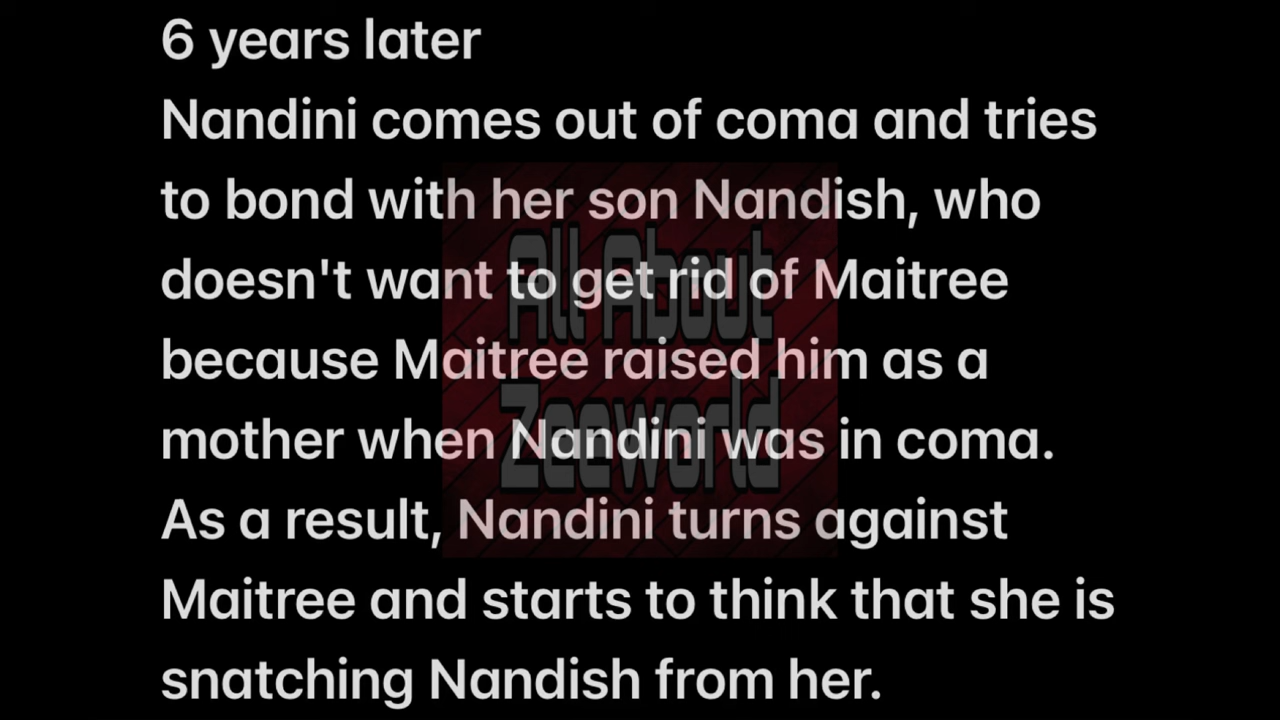 6 years later
Nandini comes out of coma and tries
to bond with her son Nandish, who
doesn't want to get rid of Maitree
because Maitree raised him as a
mother when Nandini was in coma.
As a result, Nandini turns against
Maitree and starts to think that she is
snatching Nandish from her.
All About
Zeeworld